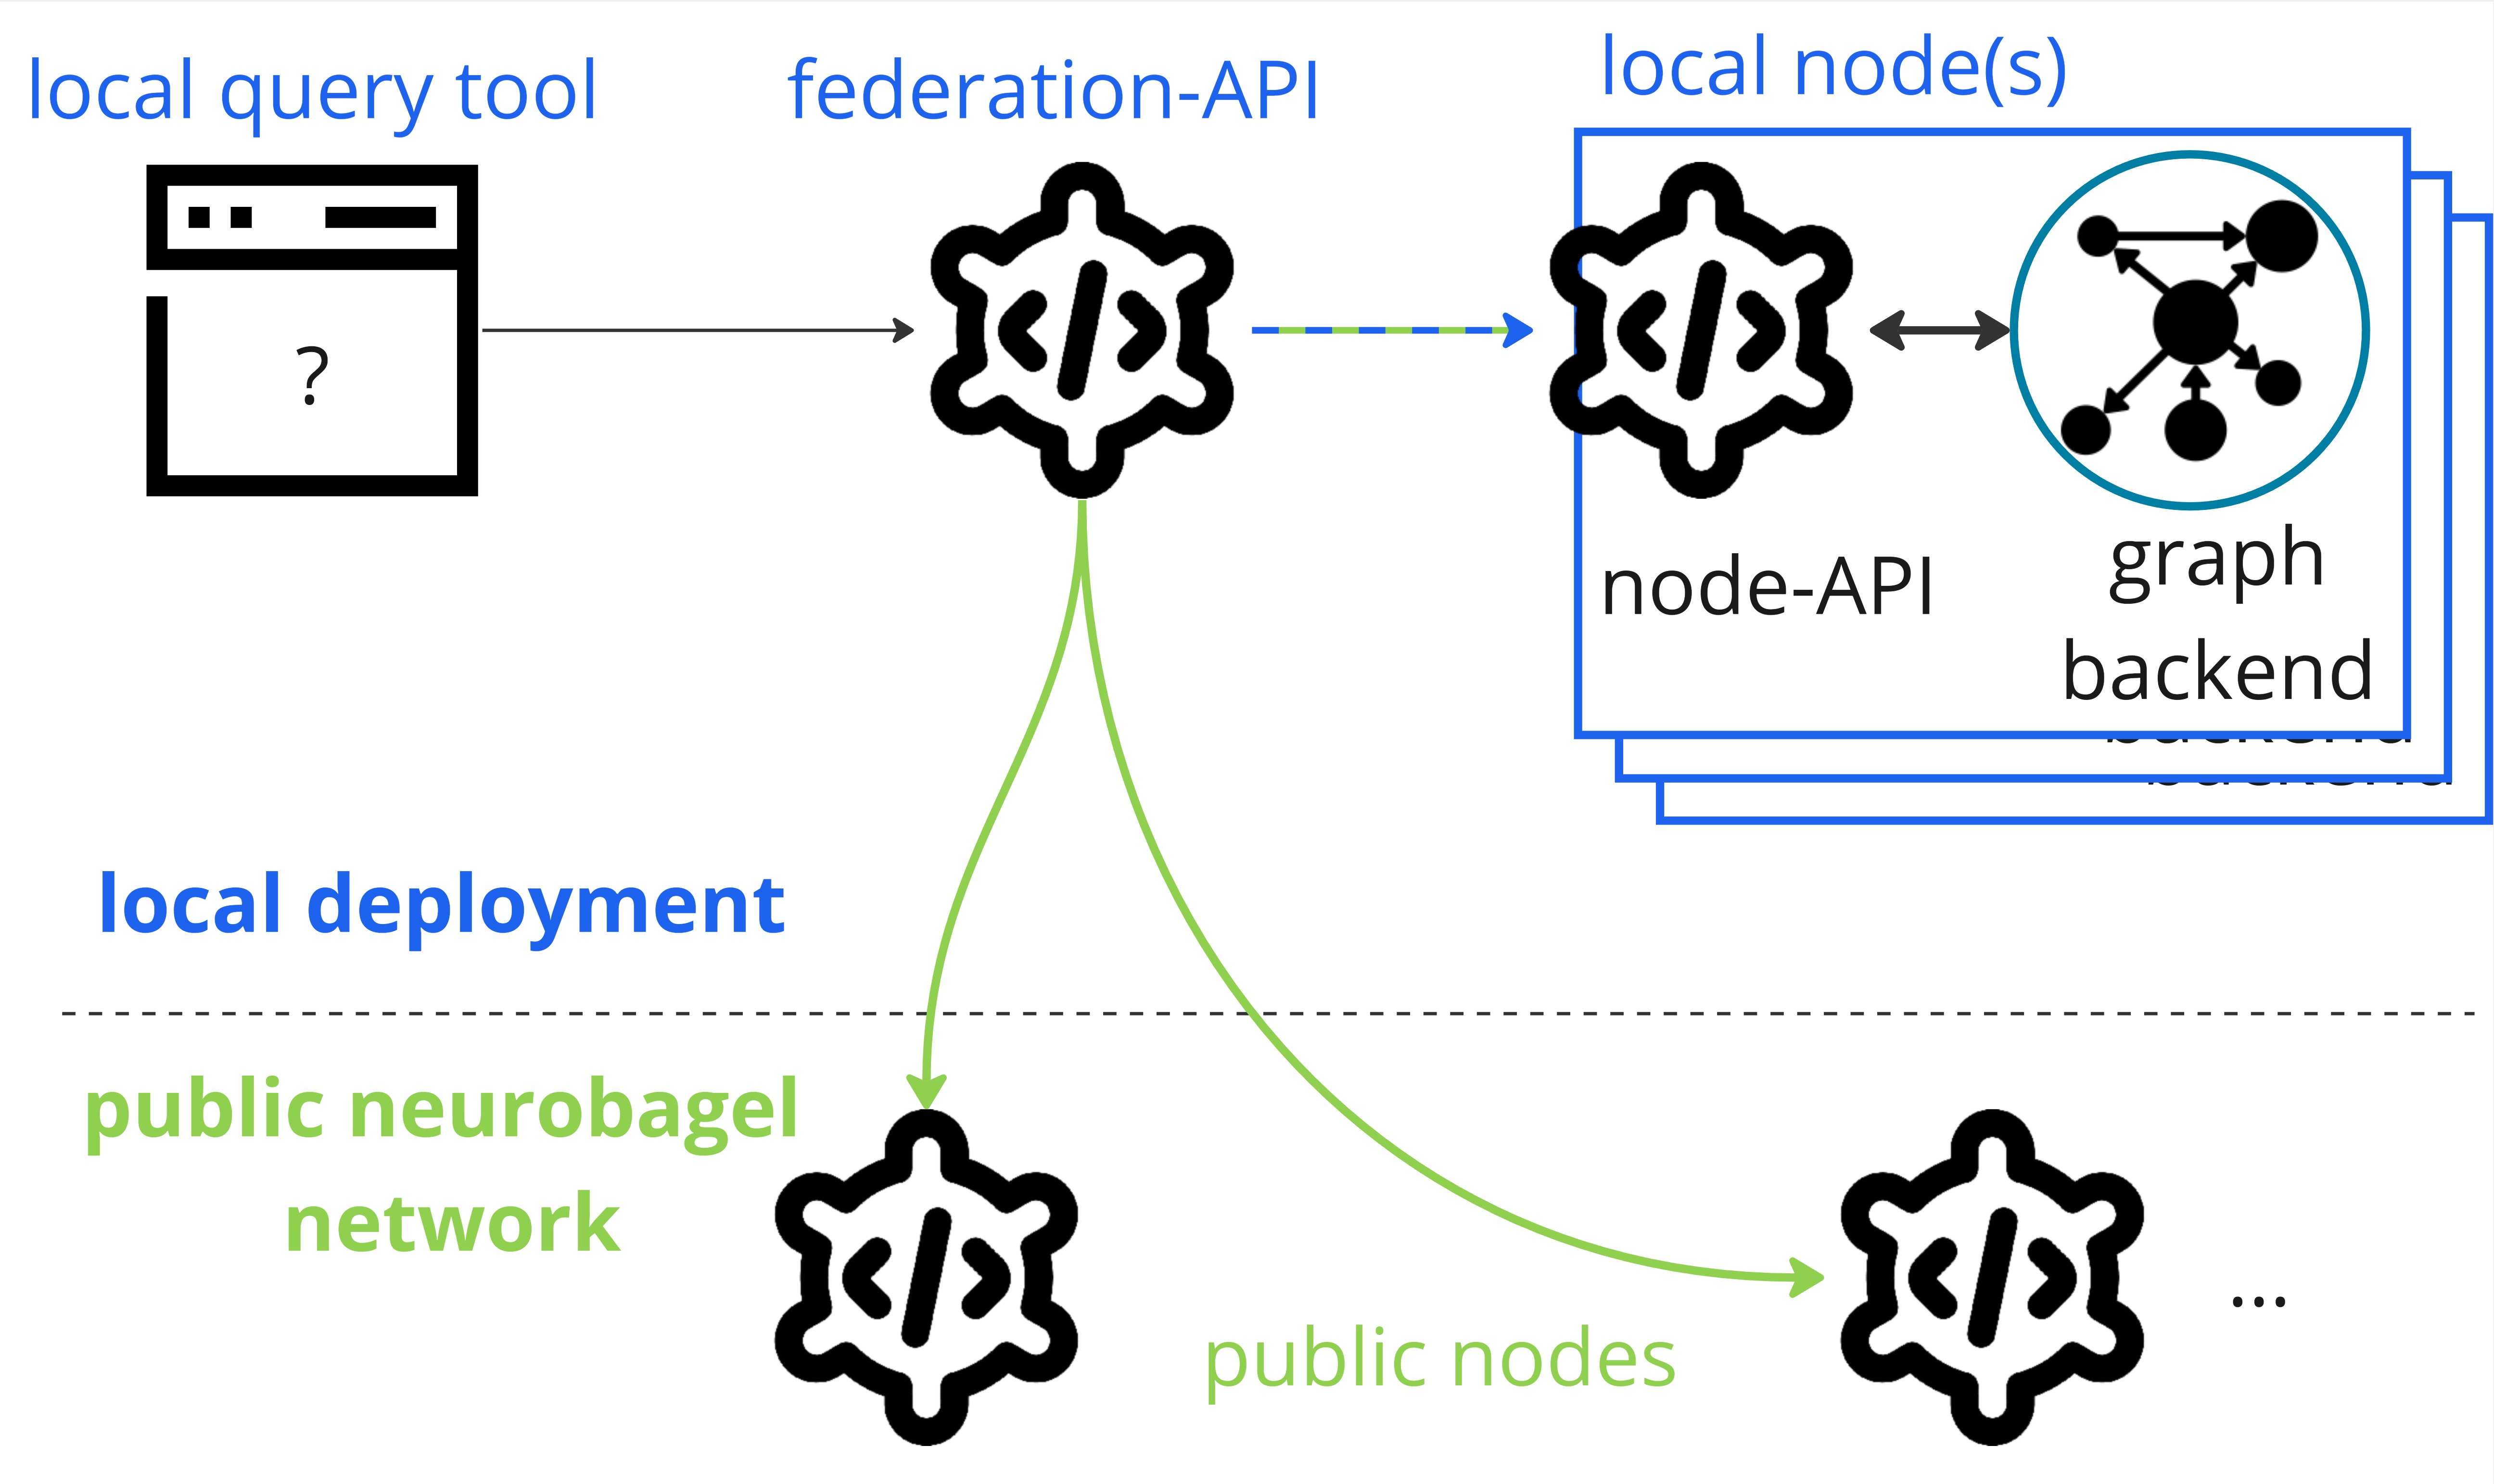 local query tool
federation-API
local node(s)
?
node-API
graph
backend
local deployment
public neurobagel
network
public nodes
...